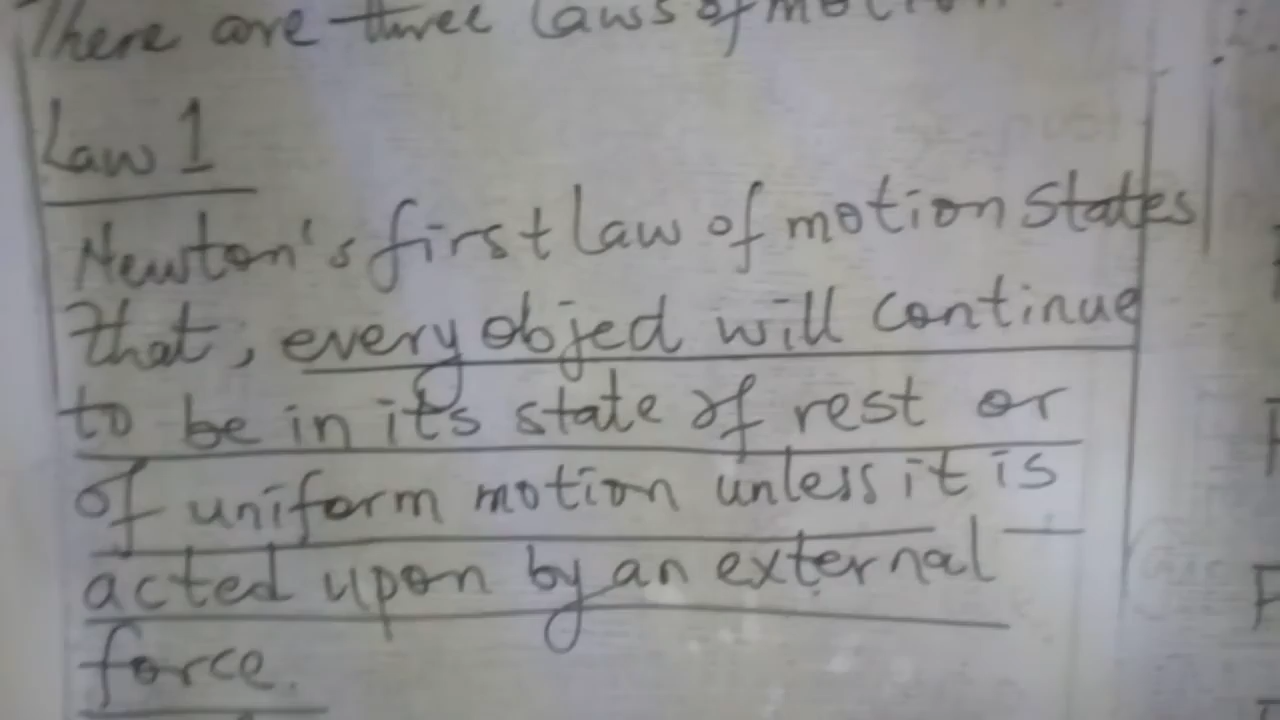 There are three laws of motion
Law 1
Newton's first law of motion states
that, every object will continue
to be in its state of rest or
of uniform motion unless it is
acted upon by an external
force.